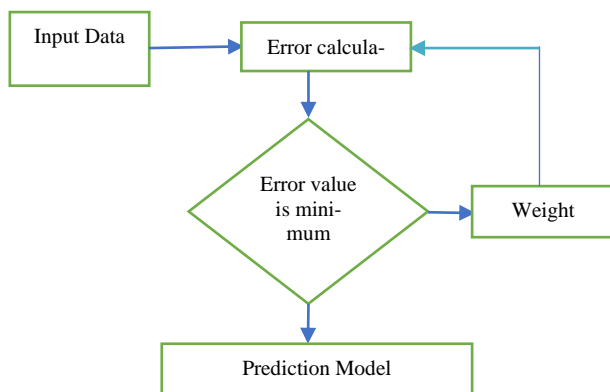 Input Data
Error calcula-
Error value
is mini-
mum
Weight
Prediction Model